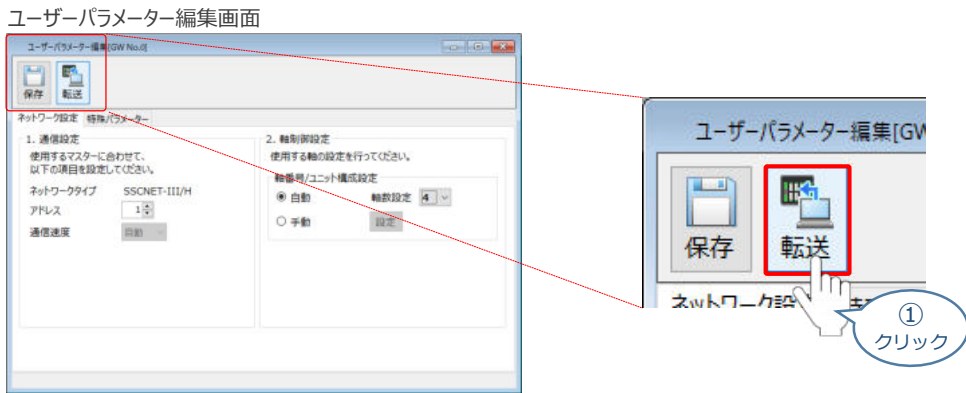 ユーザーパラメーター編集画面
ユーザーパラメーター編集[GW No.0]
保存 転送
ネットワーク設定 特殊パラメーター
1. 通信設定
使用するマスターに合わせて、
以下の項目を設定してください。
ネットワークタイプ SSCNET-III/H
アドレス 1
通信速度 自動
2. 軸制御設定
使用する軸の設定を行ってください。
軸番号/ユニット構成設定
自動 軸数設定 4
手動 設定
ユーザーパラメーター編集[GW
保存 転送
ネットワーク設
①
クリック